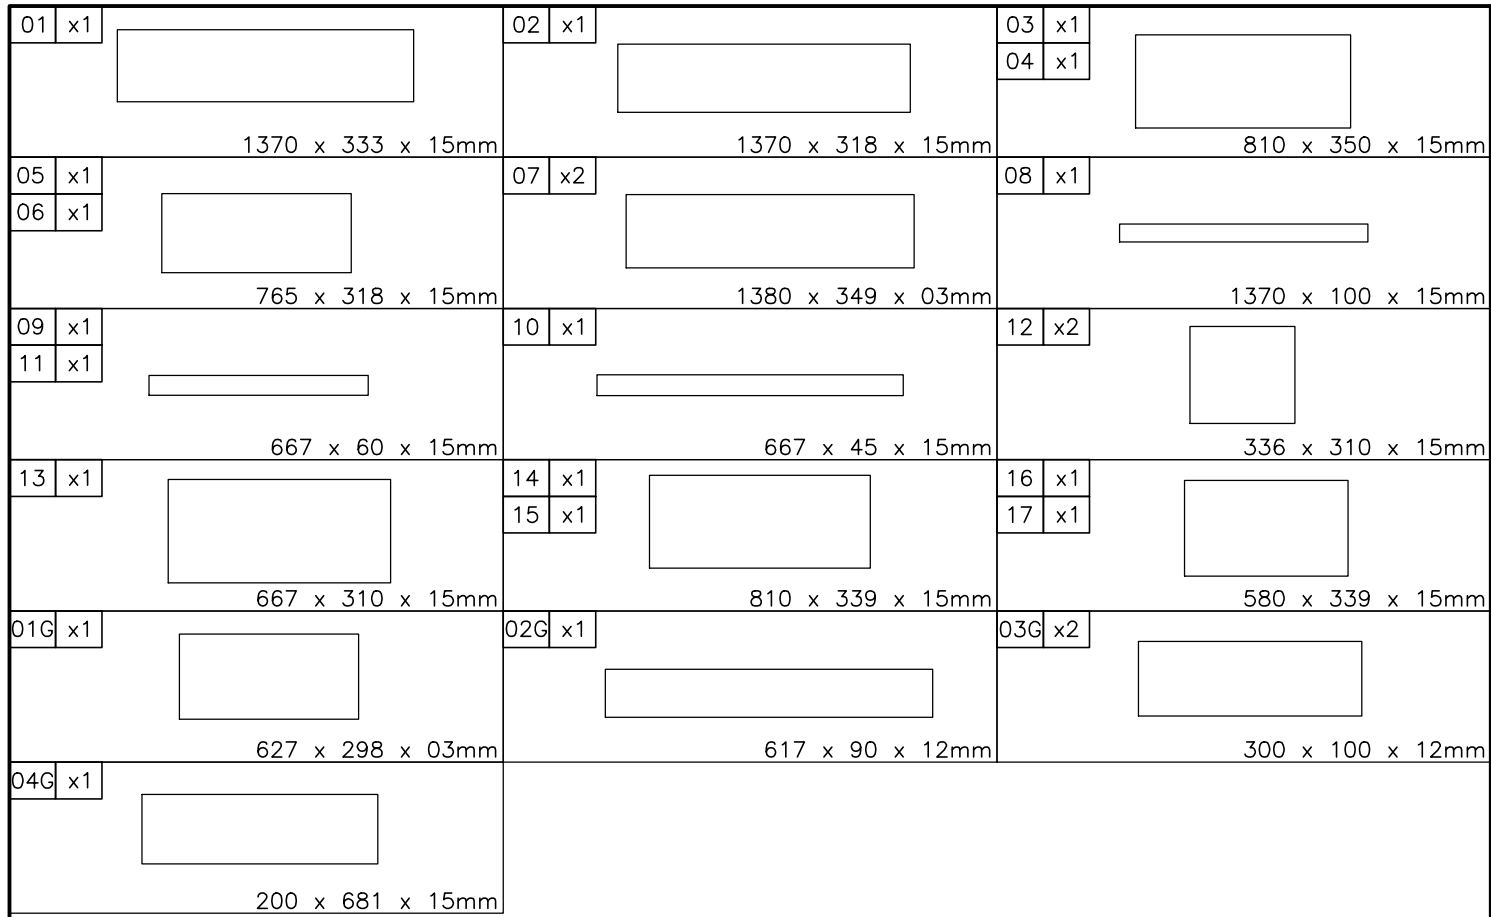 01 x1
1370 x 333 x 15mm
02 x1
1370 x 318 x 15mm
03 x1
04 x1
810 x 350 x 15mm
05 x1
06 x1
765 x 318 x 15mm
07 x2
1380 x 349 x 03mm
08 x1
1370 x 100 x 15mm
09 x1
11 x1
667 x 60 x 15mm
10 x1
667 x 45 x 15mm
12 x2
336 x 310 x 15mm
13 x1
667 x 310 x 15mm
14 x1
15 x1
810 x 339 x 15mm
16 x1
17 x1
580 x 339 x 15mm
01G x1
627 x 298 x 03mm
02G x1
617 x 90 x 12mm
03G x2
300 x 100 x 12mm
04G x1
200 x 681 x 15mm